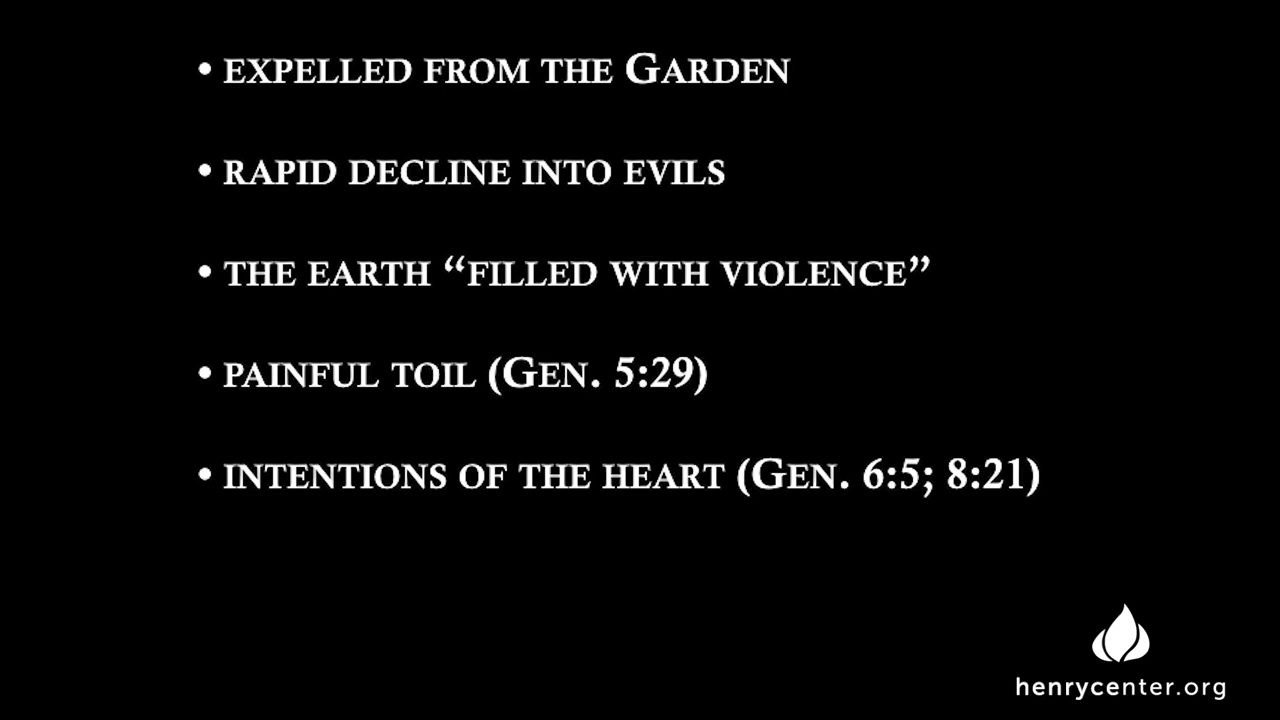 • EXPELLED FROM THE GARDEN
• RAPID DECLINE INTO EVILS
• THE EARTH “FILLED WITH VIOLENCE”
• PAINFUL TOIL (GEN. 5:29)
• INTENTIONS OF THE HEART (GEN. 6:5; 8:21)
henrycenter.org